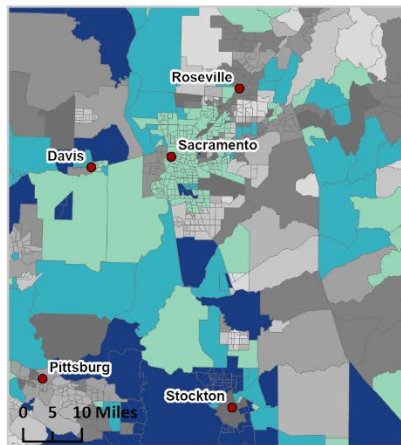 Roseville
Sacramento
Davis
Pittsburg
Stockton
0 5 10 Miles